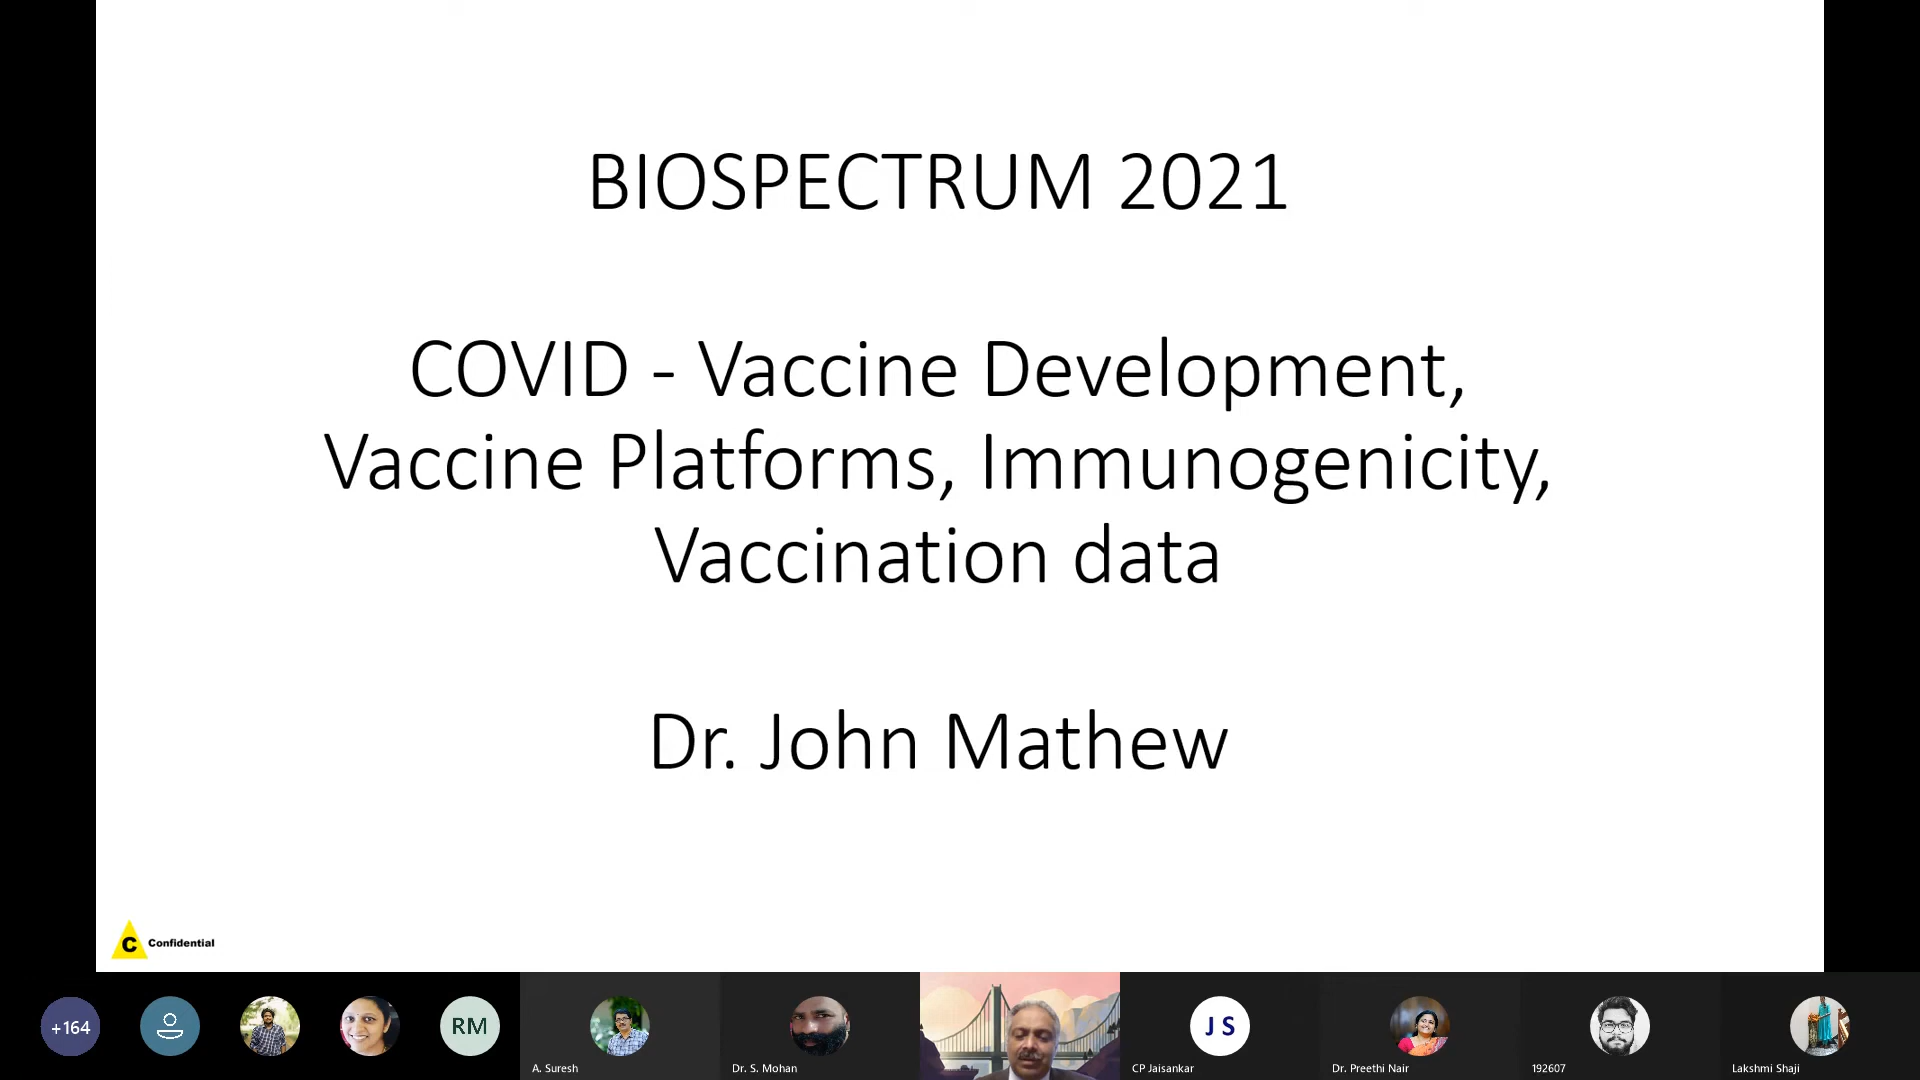 BIOSPECTRUM 2021
COVID - Vaccine Development,
Vaccine Platforms, Immunogenicity,
Vaccination data
Dr. John Mathew
C Confidential
+164
RM
J S
A. Suresh
Dr. S. Mohan
CP Jaisankar
Dr. Preethi Nair
192607
Lakshmi Shaji